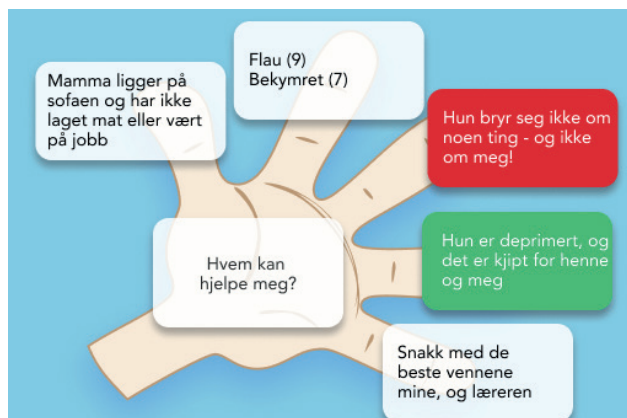 Mamma ligger på
sofaen og har ikke
laget mat eller vært
på jobb
Flau (9)
Bekymret (7)
Hun bryr seg ikke om
noen ting - og ikke
om meg!
Hun er deprimert, og
det er kjipt for henne
og meg
Snakk med de
beste vennene
mine, og læreren
Hvem kan
hjelpe meg?